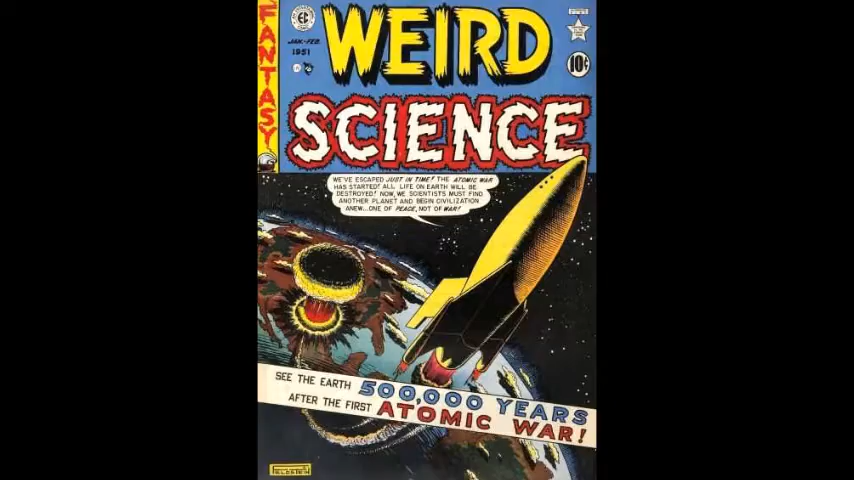 FANTASY
EC
JAN.-FEB.
1951
10¢
WEIRD
SCIENCE
WE'VE ESCAPED JUST IN TIME! THE ATOMIC WAR
HAS STARTED! ALL LIFE ON EARTH WILL BE
DESTROYED! NOW, WE SCIENTISTS MUST FIND
ANOTHER PLANET AND BEGIN CIVILIZATION
ANEW... ONE OF PEACE, NOT OF WAR!
SEE THE EARTH 500,000 YEARS
AFTER THE FIRST ATOMIC WAR!
FELDSTEIN